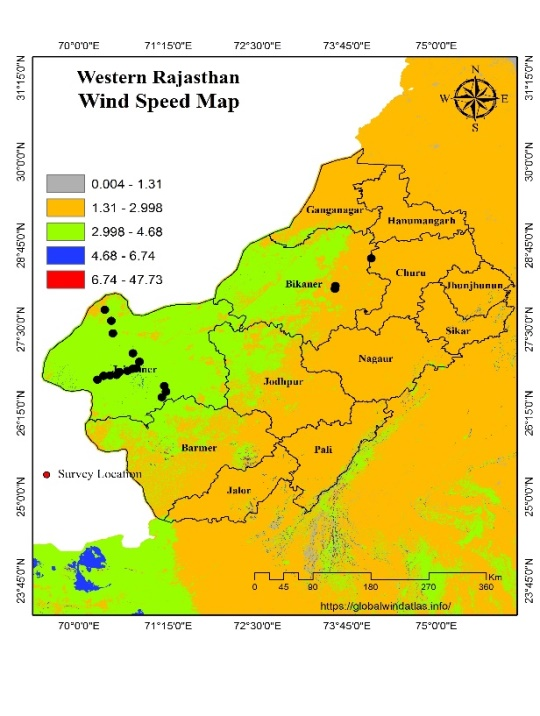 70°0'0"E 71°15'0"E 72°30'0"E 73°45'0"E 75°0'0"E
Western Rajasthan
Wind Speed Map
N
W E
S
31°15'0"N
31°15'0"N
30°0'0"N
30°0'0"N
0.004 - 1.31
1.31 - 2.998
2.998 - 4.68
4.68 - 6.74
6.74 - 47.73
Ganganagar
Hanumangarh
28°45'0"N
28°45'0"N
Bikaner
Churu
Jhunjhunun
Sikar
27°30'0"N
27°30'0"N
Nagaur
Jodhpur
26°15'0"N
26°15'0"N
Barmer
Pali
Survey Location
Jalor
25°0'0"N
25°0'0"N
23°45'0"N
23°45'0"N
0 45 90 180 270 360
Km
https://globalwindatlas.info/
70°0'0"E 71°15'0"E 72°30'0"E 73°45'0"E 75°0'0"E